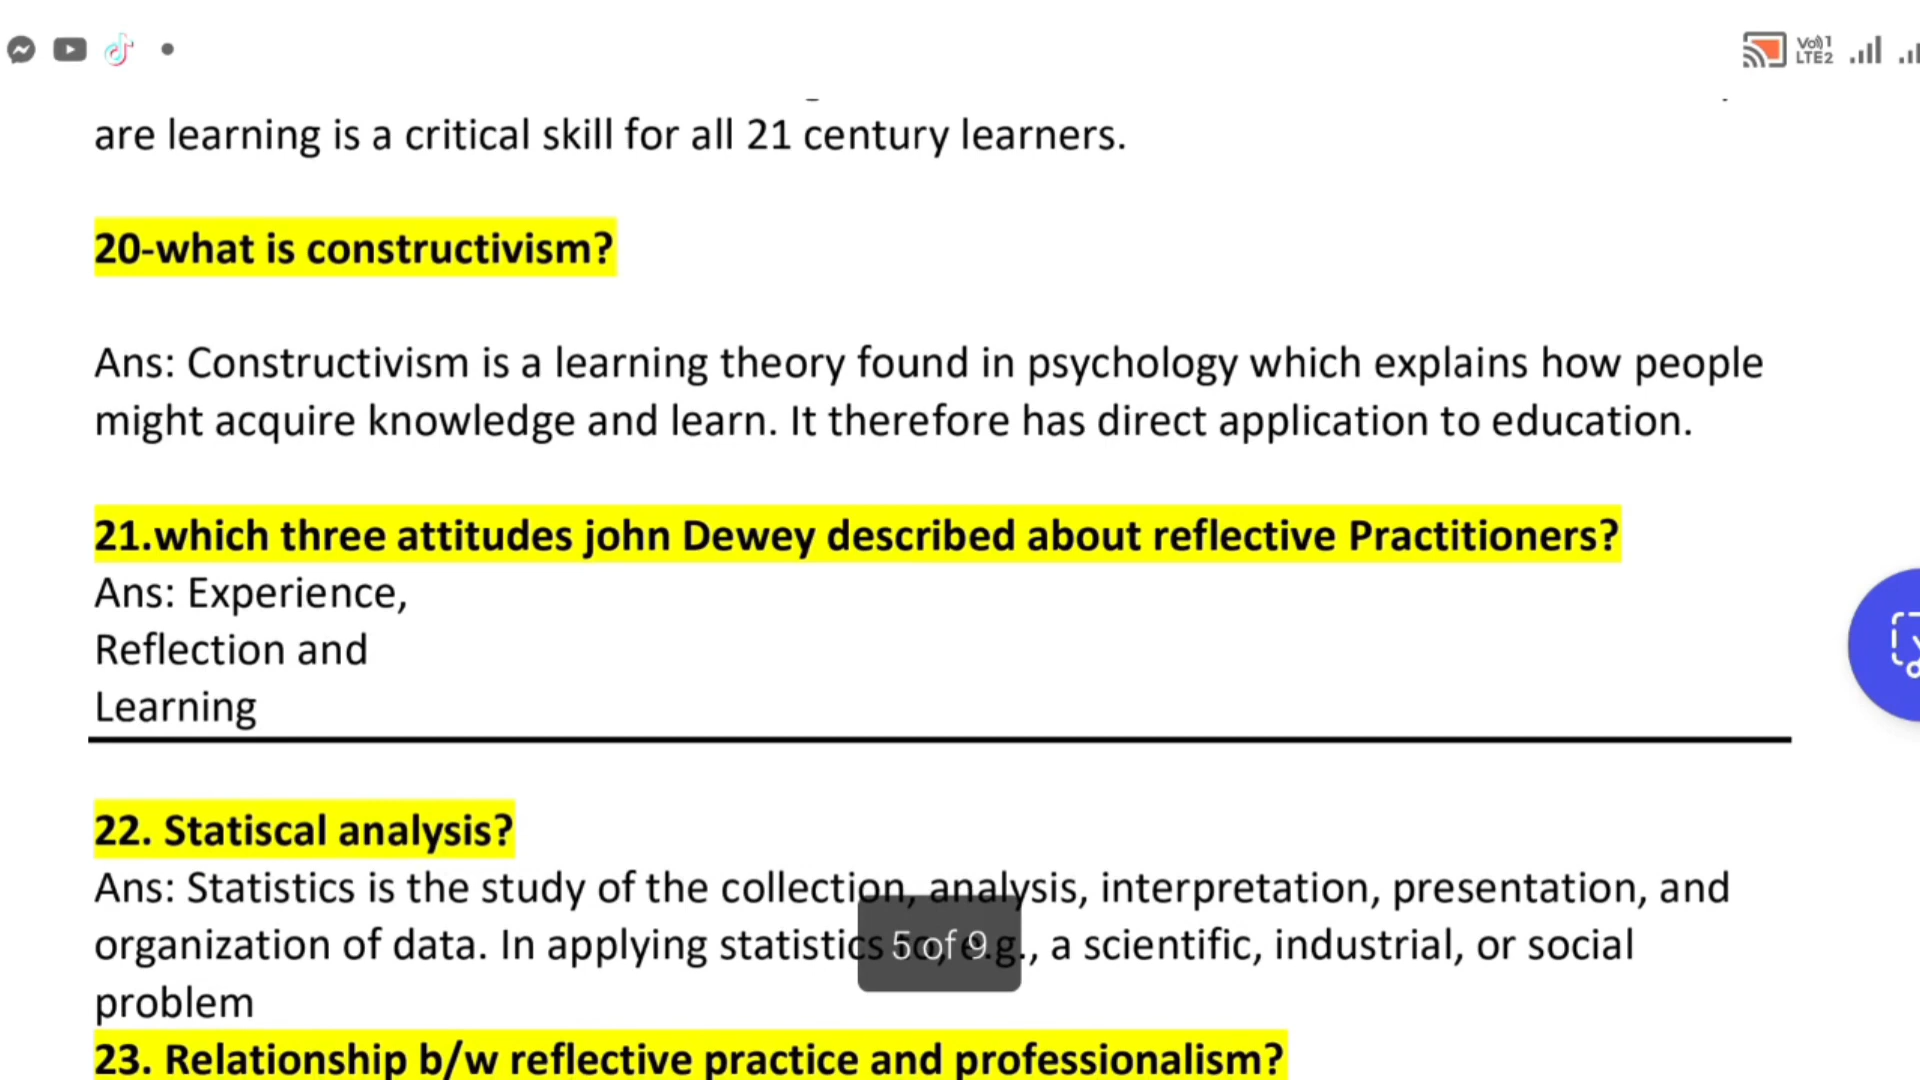 Vo))1
LTE2
are learning is a critical skill for all 21 century learners.
20-what is constructivism?
Ans: Constructivism is a learning theory found in psychology which explains how people
might acquire knowledge and learn. It therefore has direct application to education.
21.which three attitudes john Dewey described about reflective Practitioners?
Ans: Experience,
Reflection and
Learning
22. Statiscal analysis?
Ans: Statistics is the study of the collection, analysis, interpretation, presentation, and
organization of data. In applying statistics to, e.g., a scientific, industrial, or social
5 of 9
problem
23. Relationship b/w reflective practice and professionalism?